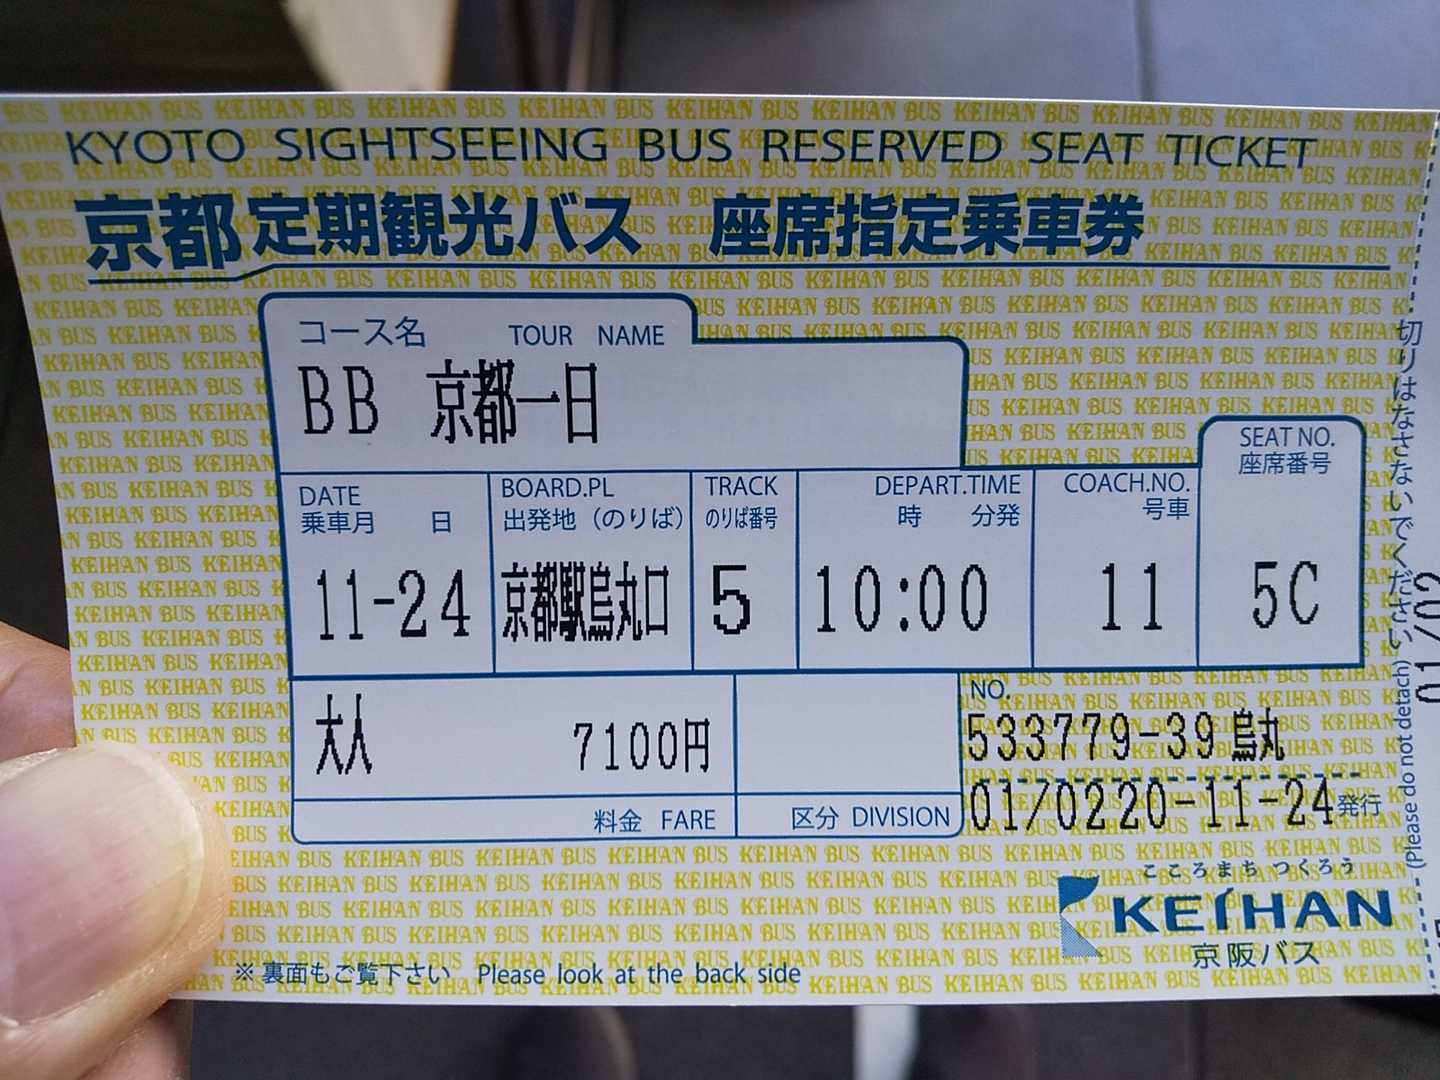 KYOTO SIGHTSEEING BUS RESERVED SEAT TICKET
京都定期観光バス 座席指定乗車券
コース名 TOUR NAME
BB 京都一日
DATE
乗車月 日
11-24
BOARD.PL
出発地（のりば）
京都駅烏丸口
TRACK
のりば番号
5
DEPART.TIME
時 分発
10:00
COACH.NO.
号車
11
SEAT NO.
座席番号
5C
大人 7100円
料金 FARE
区分 DIVISION
NO.
533779-39 烏丸
01/0220-11-24発行
こころまち つくろう
KEIHAN
京阪バス
※裏面もご覧下さい Please look at the back side
切りはなさないでください
(Please do not detach)
01/02
KEIHAN BUS